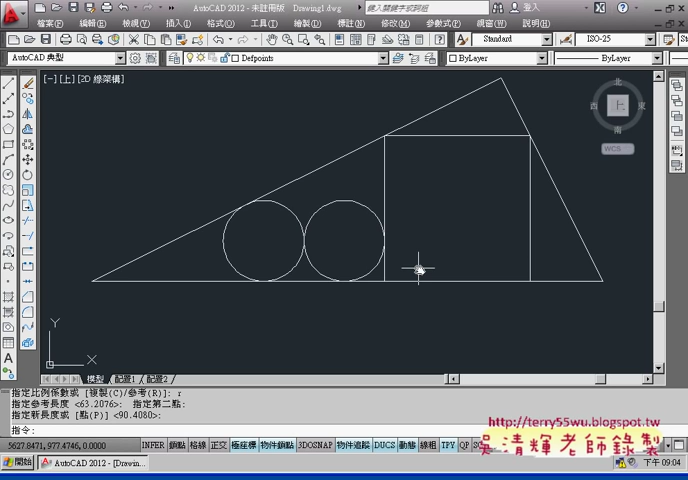 AutoCAD 2012 - 未註冊版 Drawing1.dwg
鍵入關鍵字或詞組
登入
檔案(F) 編輯(E) 檢視(V) 插入(I) 格式(O) 工具(T) 繪製(D) 標註(N) 修改(M) 參數式(P) 視窗(W) 說明(H)
Standard
ISO-25
AutoCAD 典型
Defpoints
ByLayer
ByLayer
[-] [上] [2D 線架構]
北
西 上 東
南
WCS
Y
X
模型 配置1 配置2
指定比例係數或 [複製(C)/參考(R)]: r
指定參考長度 <63.2076>: 指定第二點:
指定新長度或 [點(P)] <90.4080>:
指令:
http://terry55wu.blogspot.tw
吳清輝老師錄製
5627.8471, 977.4746, 0.0000
INFER 鎖點 格線 正交 極座標 物件鎖點 3DOSNAP 物件追蹤 DUCS 動態 線粗 TPY QP
開始
AutoCAD 2012 - [Drawin...
下午 09:04